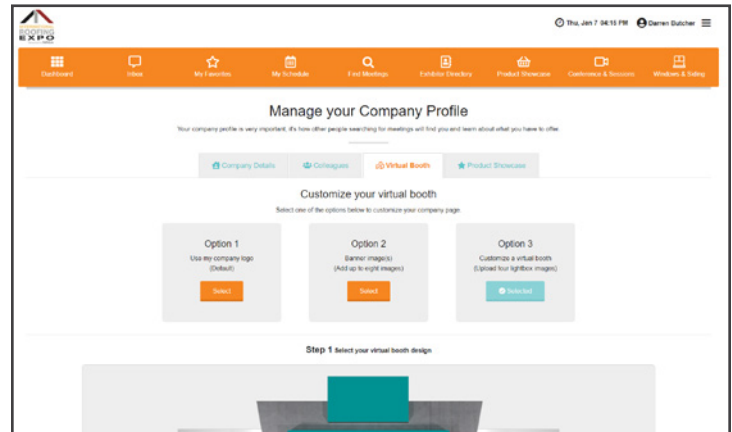 INTERNATIONAL
ROOFING
EXPO
Thu, Jan 7 04:15 PM
Darren Butcher
Dashboard
Inbox
My Favorites
My Schedule
Find Meetings
Exhibitor Directory
Product Showcase
Conference & Sessions
Windows & Siding
Manage your Company Profile
Your company profile is very important, it's how other people searching for meetings will find you and learn about what you have to offer.
Company Details
Colleagues
Virtual Booth
Product Showcase
Customize your virtual booth
Select one of the options below to customize your company page.
Option 1
Use my company logo
(Default)
Select
Option 2
Banner image(s)
(Add up to eight images)
Select
Option 3
Customize a virtual booth
(Upload four lightbox images)
Selected
Step 1 Select your virtual booth design